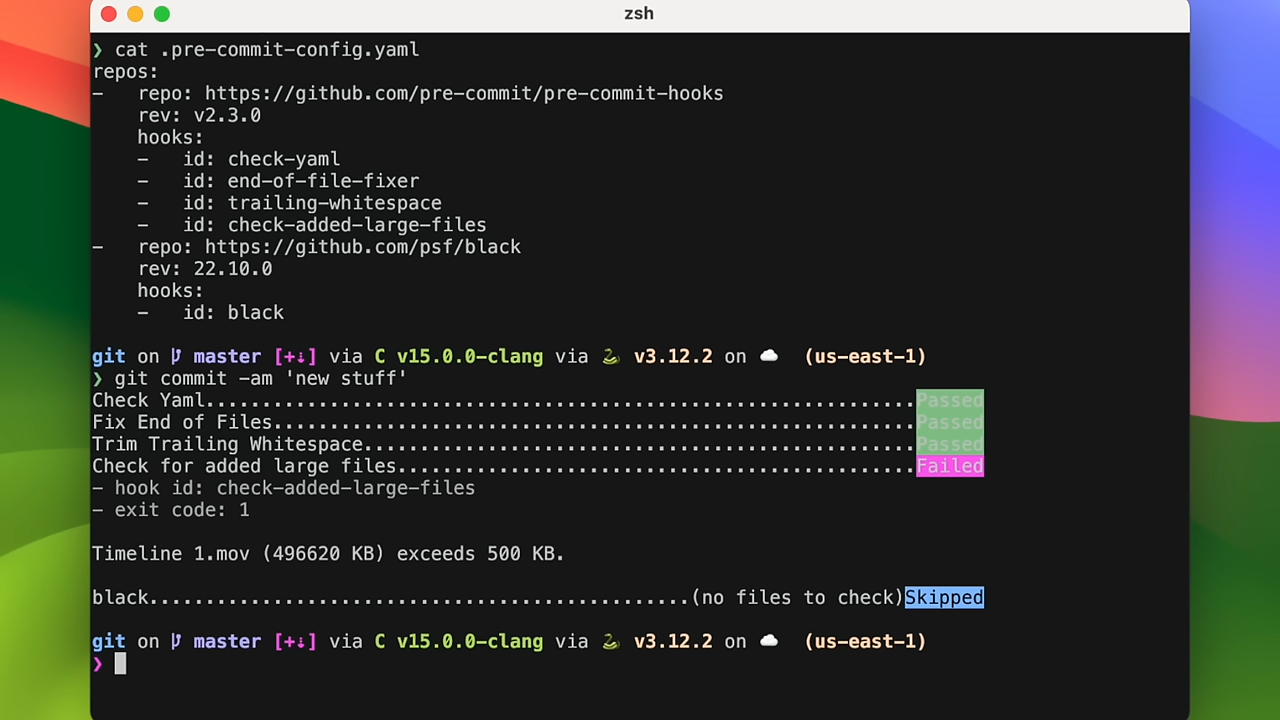 zsh
❯ cat .pre-commit-config.yaml
repos:
-   repo: https://github.com/pre-commit/pre-commit-hooks
    rev: v2.3.0
    hooks:
    -   id: check-yaml
    -   id: end-of-file-fixer
    -   id: trailing-whitespace
    -   id: check-added-large-files
-   repo: https://github.com/psf/black
    rev: 22.10.0
    hooks:
    -   id: black
git on master [+⇣] via C v15.0.0-clang via 🐍 v3.12.2 on ☁️ (us-east-1)
❯ git commit -am 'new stuff'
Check Yaml...............................................................Passed
Fix End of Files.........................................................Passed
Trim Trailing Whitespace.................................................Passed
Check for added large files..............................................Failed
- hook id: check-added-large-files
- exit code: 1
Timeline 1.mov (496620 KB) exceeds 500 KB.
black................................................(no files to check)Skipped
git on master [+⇣] via C v15.0.0-clang via 🐍 v3.12.2 on ☁️ (us-east-1)
❯